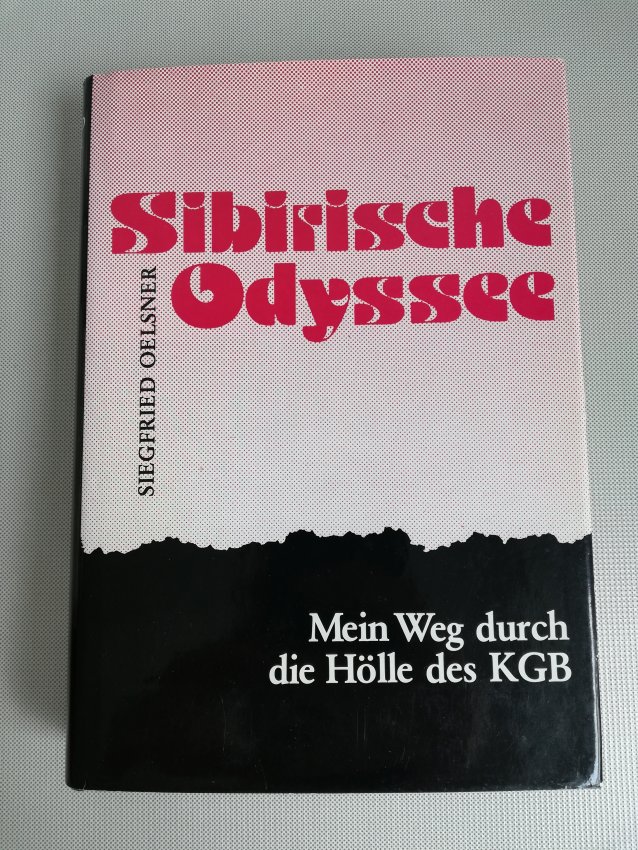 Sibirische
Odyssee
SIEGFRIED OELSNER
Mein Weg durch
die Hölle des KGB